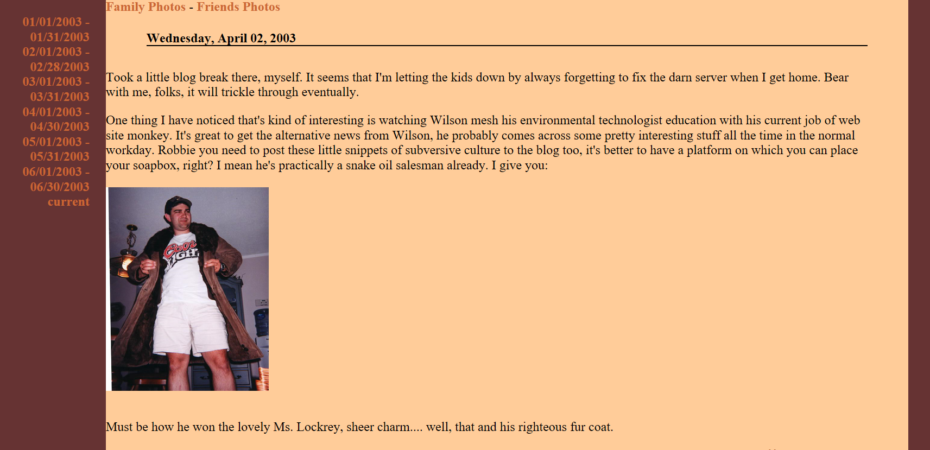 Family Photos - Friends Photos
01/01/2003 -
01/31/2003
02/01/2003 -
02/28/2003
03/01/2003 -
03/31/2003
04/01/2003 -
04/30/2003
05/01/2003 -
05/31/2003
06/01/2003 -
06/30/2003
current
Wednesday, April 02, 2003
Took a little blog break there, myself. It seems that I'm letting the kids down by always forgetting to fix the darn server when I get home. Bear
with me, folks, it will trickle through eventually.
One thing I have noticed that's kind of interesting is watching Wilson mesh his environmental technologist education with his current job of web
site monkey. It's great to get the alternative news from Wilson, he probably comes across some pretty interesting stuff all the time in the normal
workday. Robbie you need to post these little snippets of subversive culture to the blog too, it's better to have a platform on which you can place
your soapbox, right? I mean he's practically a snake oil salesman already. I give you:
Must be how he won the lovely Ms. Lockrey, sheer charm.... well, that and his righteous fur coat.